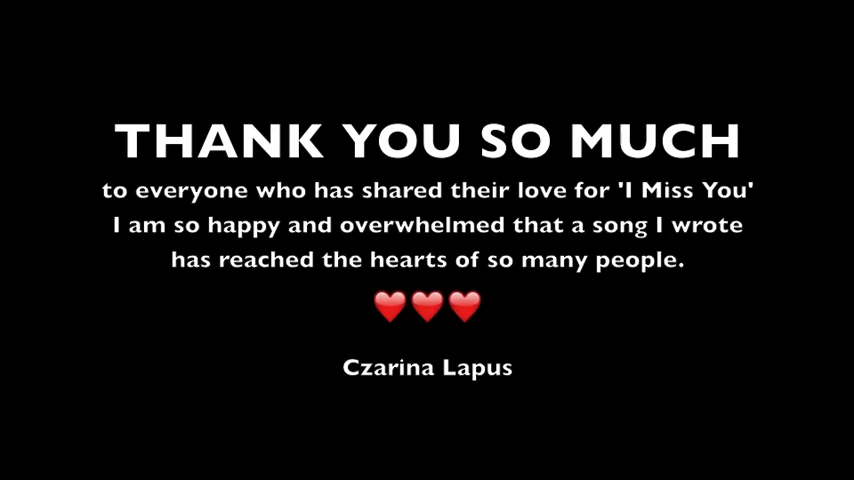 THANK YOU SO MUCH
to everyone who has shared their love for 'I Miss You'
I am so happy and overwhelmed that a song I wrote
has reached the hearts of so many people.
Czarina Lapus